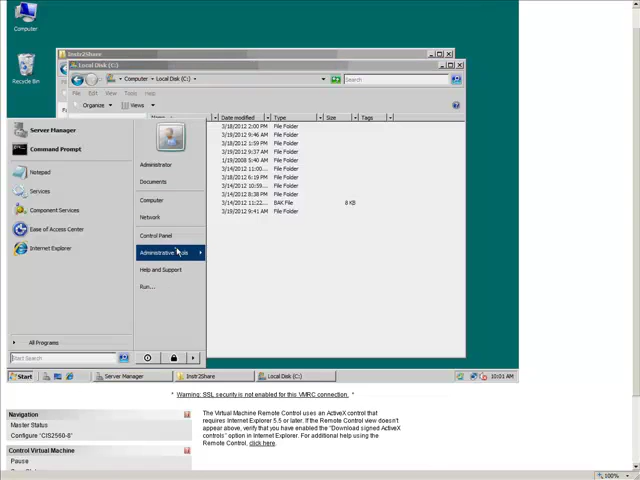 Computer
Recycle Bin
Instr2Share
Local Disk (C:)
Computer
Local Disk (C:)
Search
File Edit View Tools Help
Organize
Views
Date modified
Type
Size
Tags
3/18/2012 2:00 PM File Folder
3/19/2012 9:46 AM File Folder
3/18/2012 1:59 PM File Folder
3/19/2012 9:37 AM File Folder
1/19/2008 5:40 AM File Folder
3/14/2012 11:00... File Folder
3/18/2012 6:19 PM File Folder
3/14/2012 10:59... File Folder
3/14/2012 8:38 PM File Folder
3/14/2012 11:22... BAK File 8 KB
3/19/2012 9:41 AM File Folder
Server Manager
Command Prompt
Notepad
Services
Component Services
Ease of Access Center
Internet Explorer
All Programs
Start Search
Administrator
Documents
Computer
Network
Control Panel
Administrative Tools
Help and Support
Run...
Start
Server Manager
Instr2Share
Local Disk (C:)
10:01 AM
* Warning: SSL security is not enabled for this VMRC connection. *
Navigation
Master Status
Configure "CIS2560-8"
Control Virtual Machine
Pause
The Virtual Machine Remote Control uses an ActiveX control that
requires Internet Explorer 5.5 or later. If the Remote Control view doesn't
appear above, verify that you have enabled the "Download signed ActiveX
controls" option in Internet Explorer. For additional help using the
Remote Control, click here.
100%